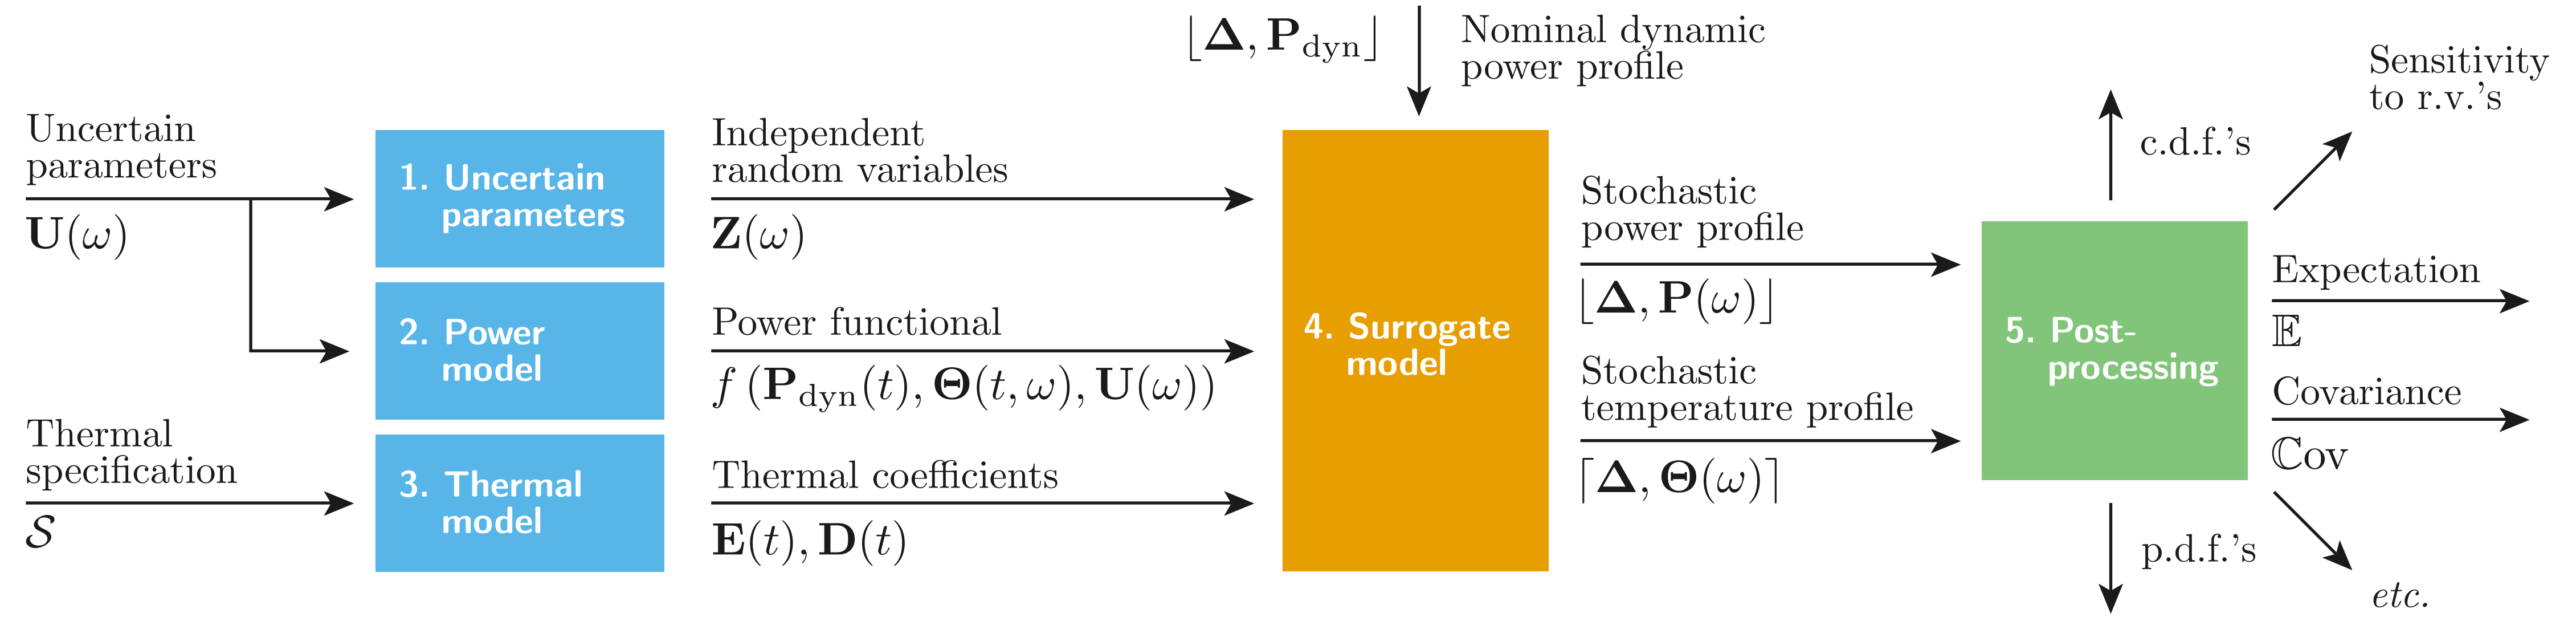 Uncertain
parameters
U(ω)
Thermal
specification
𝒮
1. Uncertain
parameters
2. Power
model
3. Thermal
model
Independent
random variables
Z(ω)
Power functional
f (P_dyn(t), Θ(t, ω), U(ω))
Thermal coefficients
E(t), D(t)
⌊Δ, P_dyn⌋
Nominal dynamic
power profile
4. Surrogate
model
Stochastic
power profile
⌊Δ, P(ω)⌋
Stochastic
temperature profile
⌈Δ, Θ(ω)⌉
5. Post-
processing
c.d.f.'s
Sensitivity
to r.v.'s
Expectation
𝔼
Covariance
ℂov
p.d.f.'s
etc.